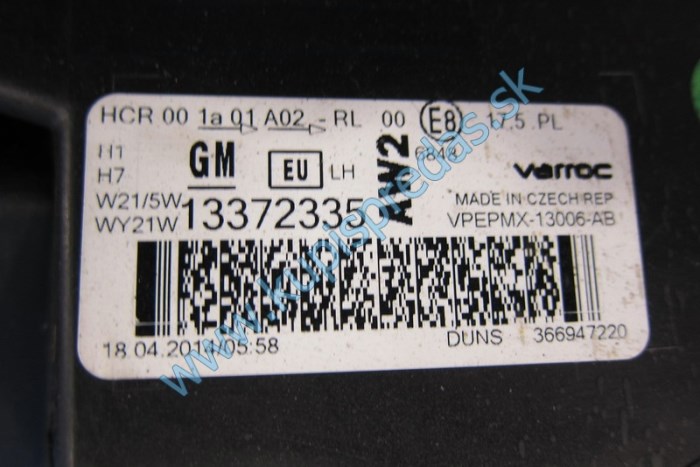 HCR 00 1a 01 A02 - RL 00 E8 17.5 PL
H1 GM EU LH AW2 6848 varroc
H7
W21/5W 13372335 MADE IN CZECH REP
WY21W VPEPMX-13006-AB
18.04.2014/05:58 DUNS 366947220
www.kupispredas.sk